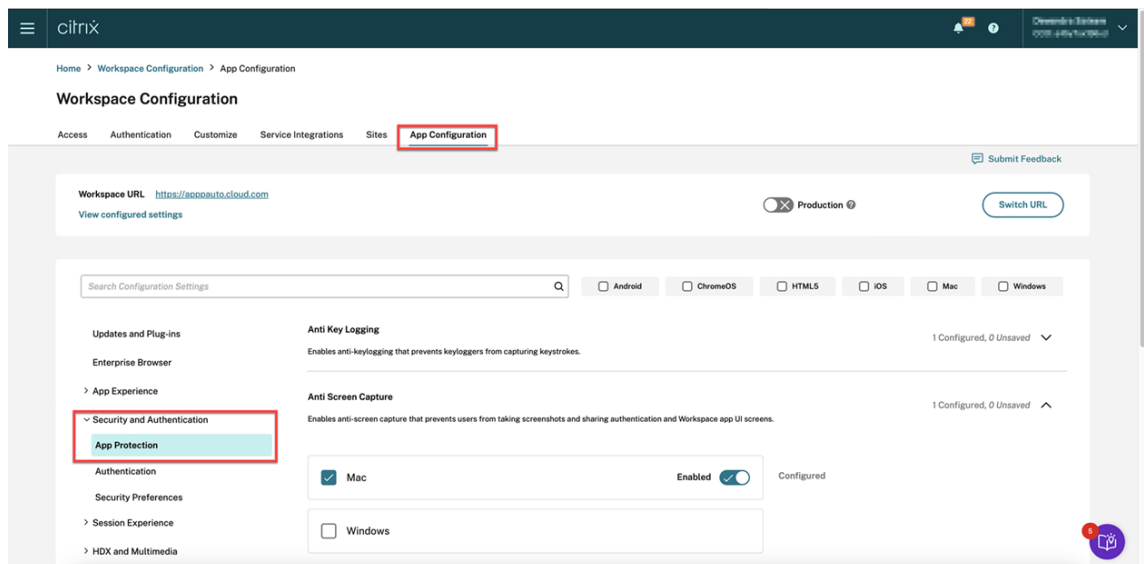 citrix
22
Home > Workspace Configuration > App Configuration
Workspace Configuration
Access Authentication Customize Service Integrations Sites App Configuration
Submit Feedback
Workspace URL https://apppauto.cloud.com
View configured settings
Production
Switch URL
Search Configuration Settings
Android ChromeOS HTML5 iOS Mac Windows
Updates and Plug-ins
Enterprise Browser
App Experience
Security and Authentication
App Protection
Authentication
Security Preferences
Session Experience
HDX and Multimedia
Anti Key Logging
1 Configured, 0 Unsaved
Enables anti-keylogging that prevents keyloggers from capturing keystrokes.
Anti Screen Capture
1 Configured, 0 Unsaved
Enables anti-screen capture that prevents users from taking screenshots and sharing authentication and Workspace app UI screens.
Mac Enabled Configured
Windows
5